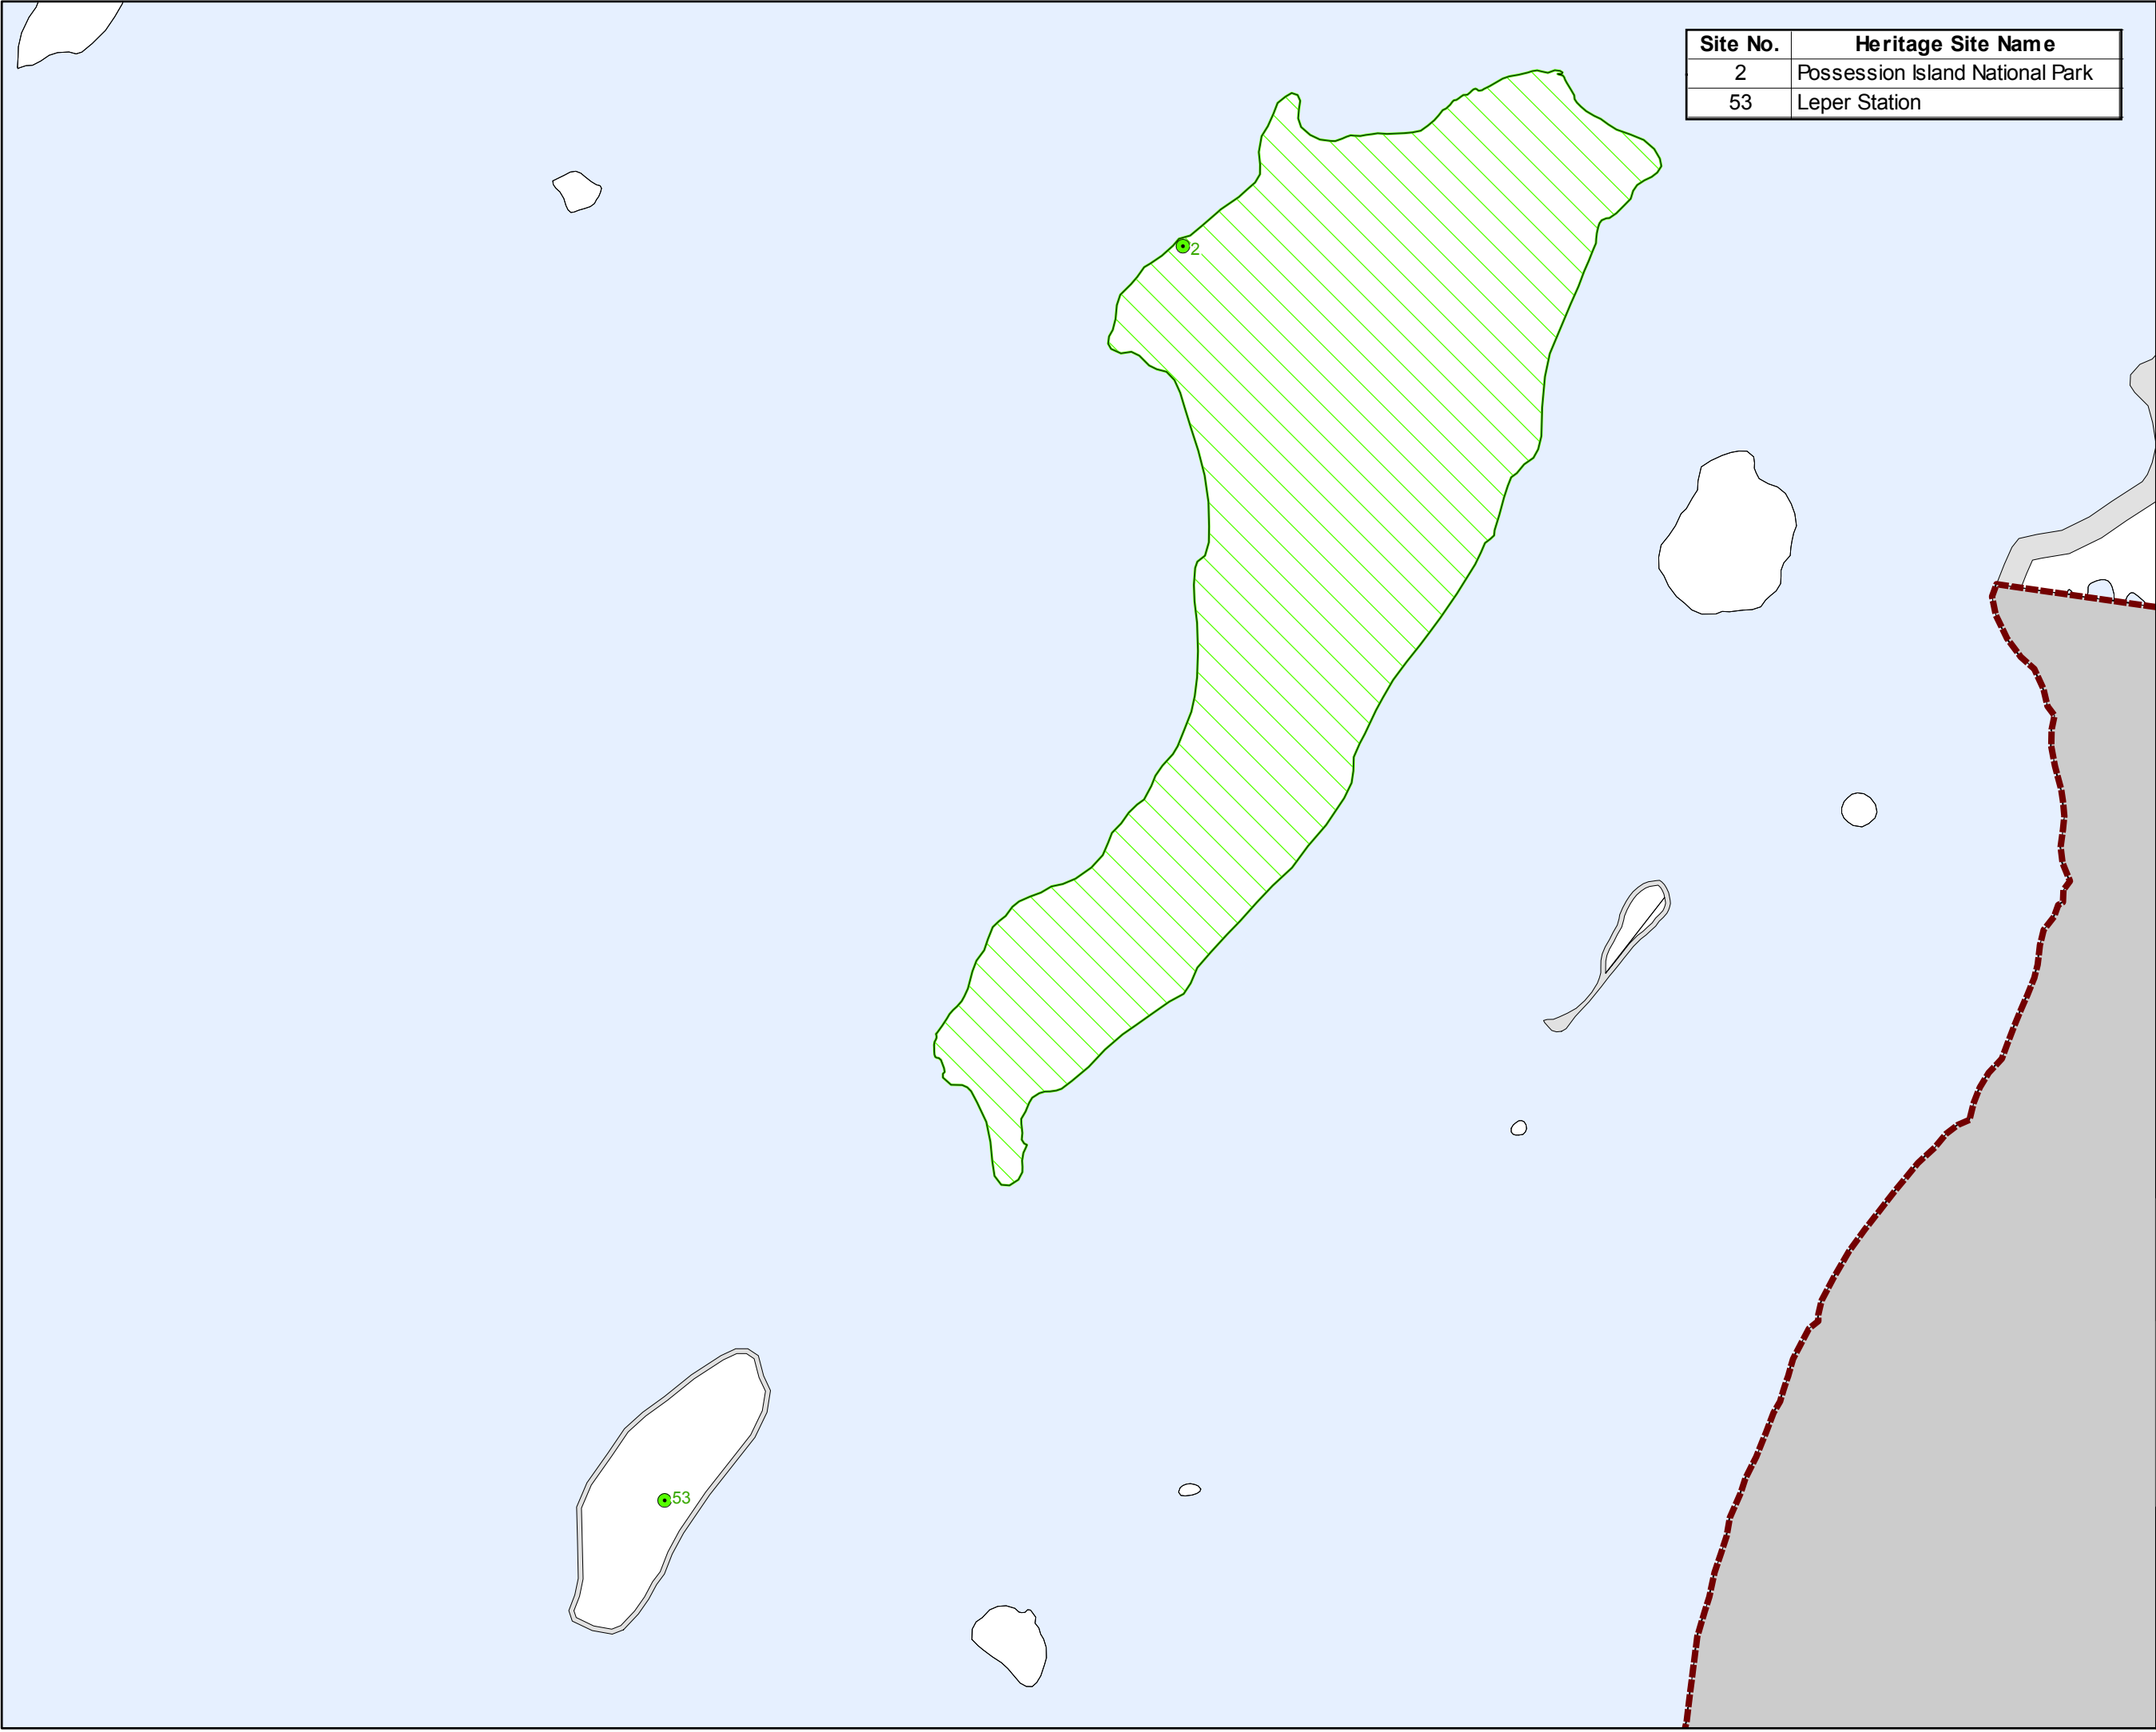 Site No. Heritage Site Name
2 Possession Island National Park
53 Leper Station
2
53